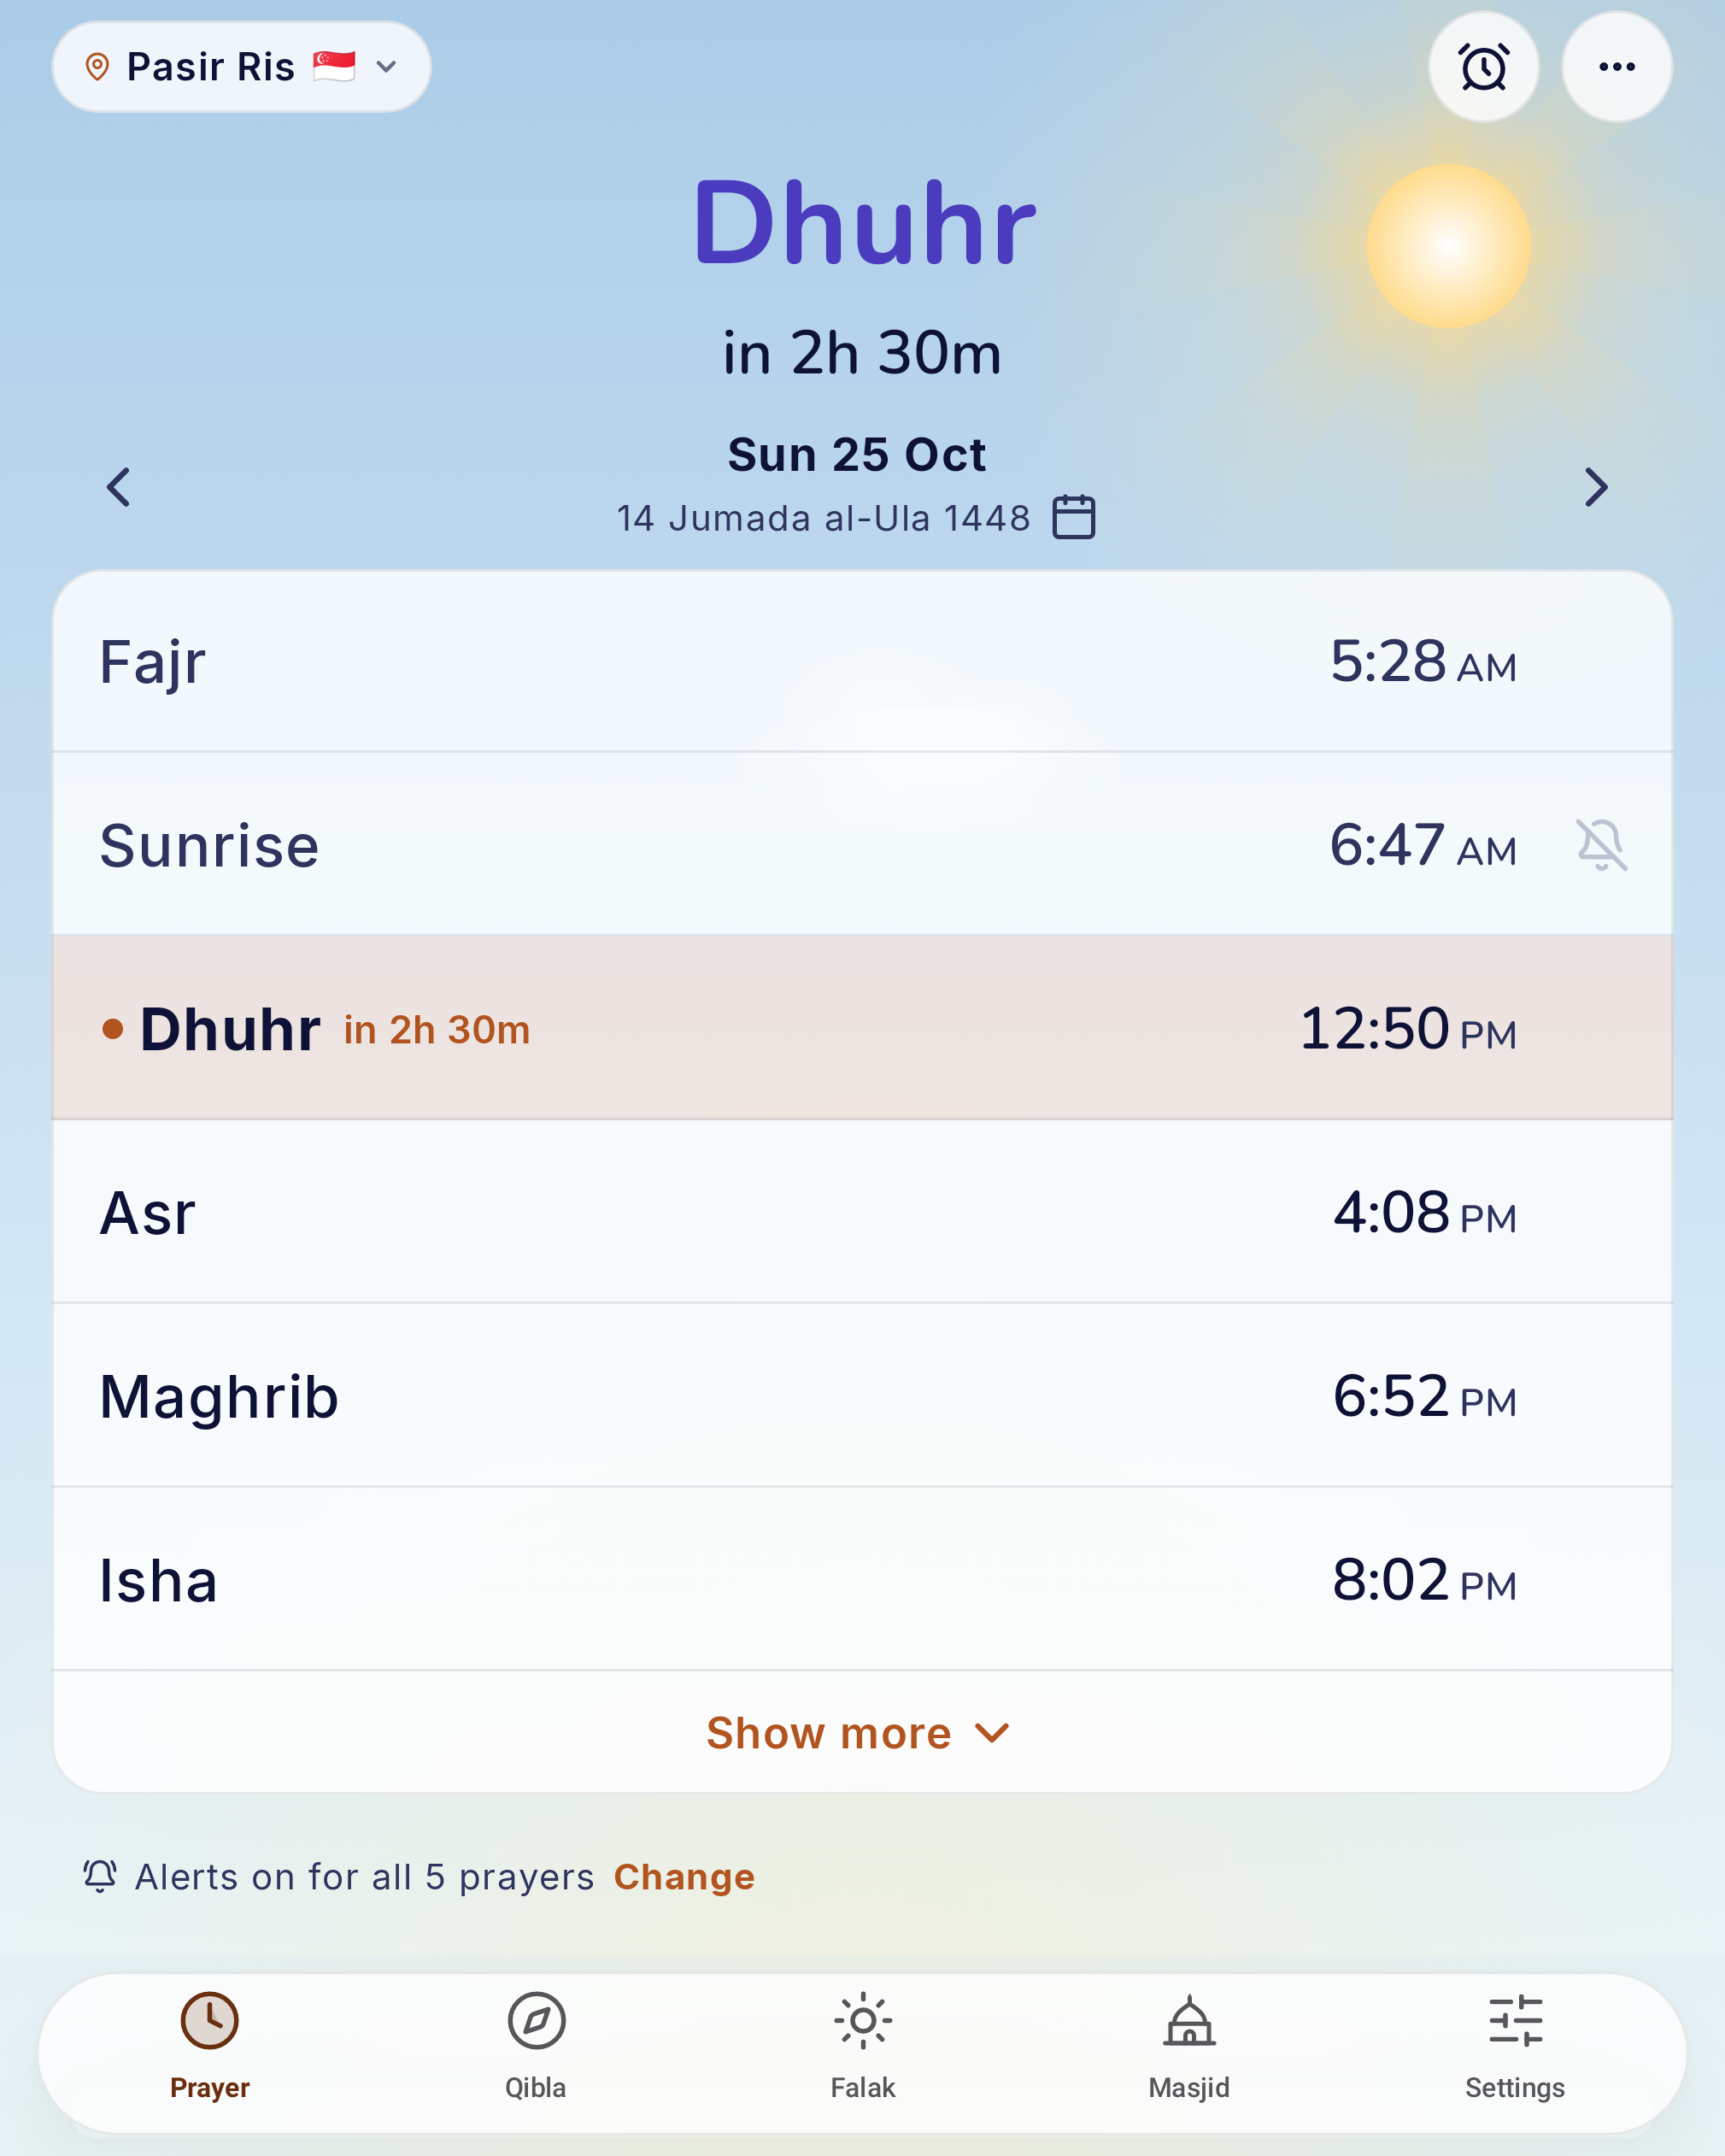 Pasir Ris 🇸🇬
Dhuhr
in 2h 30m
Sun 25 Oct
14 Jumada al-Ula 1448
Fajr 5:28 AM
Sunrise 6:47 AM
Dhuhr in 2h 30m 12:50 PM
Asr 4:08 PM
Maghrib 6:52 PM
Isha 8:02 PM
Show more
Alerts on for all 5 prayers Change
Prayer Qibla Falak Masjid Settings